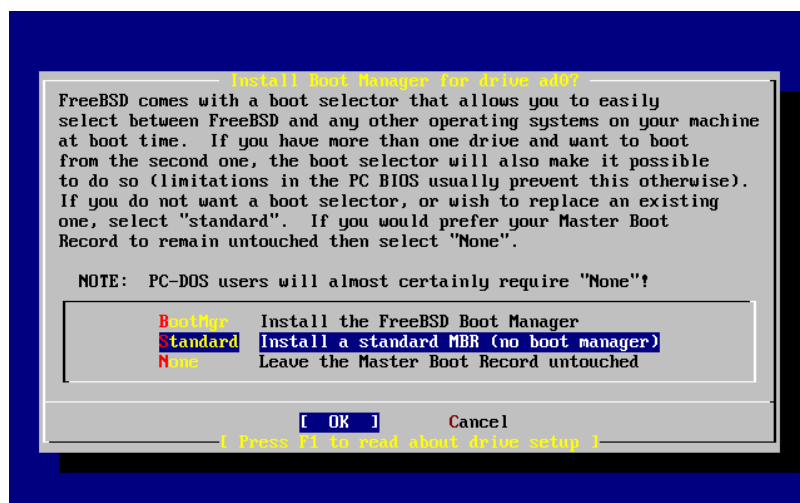 Install Boot Manager for drive ad0?
FreeBSD comes with a boot selector that allows you to easily
select between FreeBSD and any other operating systems on your machine
at boot time.  If you have more than one drive and want to boot
from the second one, the boot selector will also make it possible
to do so (limitations in the PC BIOS usually prevent this otherwise).
If you do not want a boot selector, or wish to replace an existing
one, select "standard".  If you would prefer your Master Boot
Record to remain untouched then select "None".
NOTE:  PC-DOS users will almost certainly require "None"!
BootMgr   Install the FreeBSD Boot Manager
Standard  Install a standard MBR (no boot manager)
None      Leave the Master Boot Record untouched
[  OK  ]       Cancel
[ Press F1 to read about drive setup ]